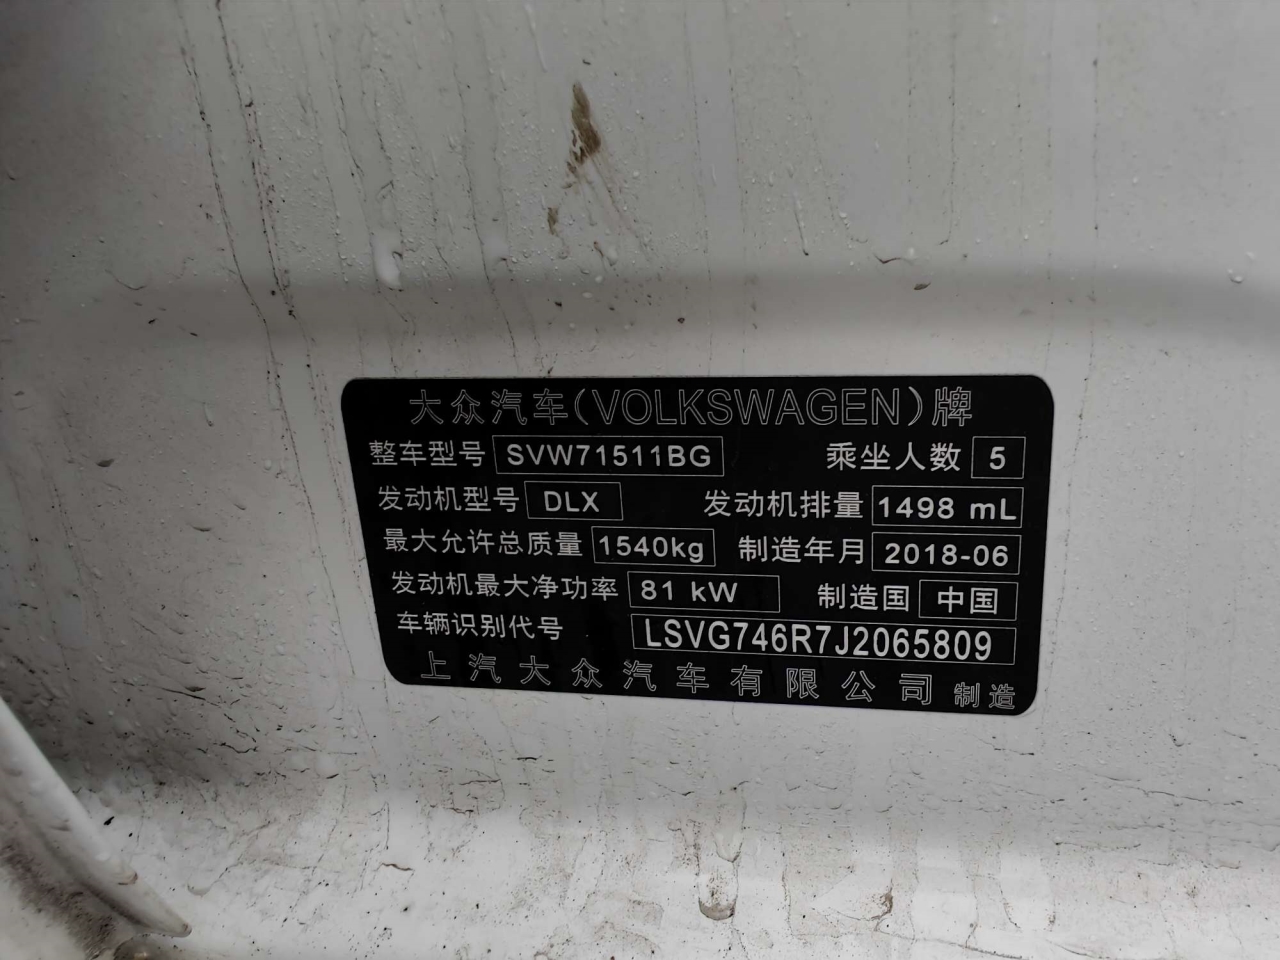 大众汽车(VOLKSWAGEN)牌
整车型号 SVW71511BG 乘坐人数 5
发动机型号 DLX 发动机排量 1498 mL
最大允许总质量 1540kg 制造年月 2018-06
发动机最大净功率 81 kW 制造国 中国
车辆识别代号 LSVG746R7J2065809
上汽大众汽车有限公司 制造